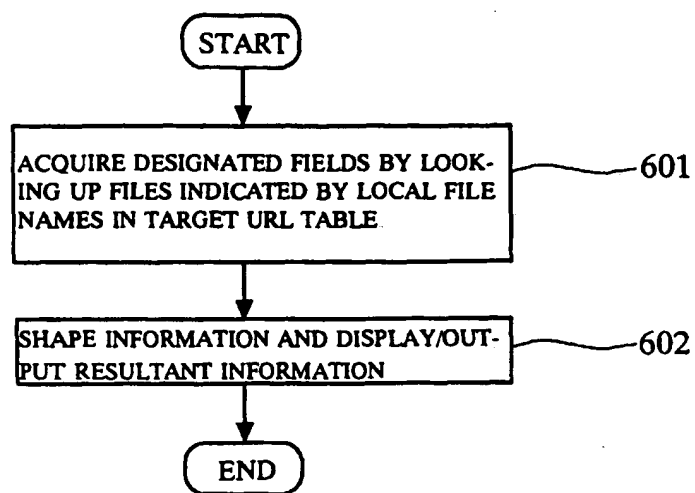 START
ACQUIRE DESIGNATED FIELDS BY LOOK-
ING UP FILES INDICATED BY LOCAL FILE
NAMES IN TARGET URL TABLE
601
SHAPE INFORMATION AND DISPLAY/OUT-
PUT RESULTANT INFORMATION
602
END